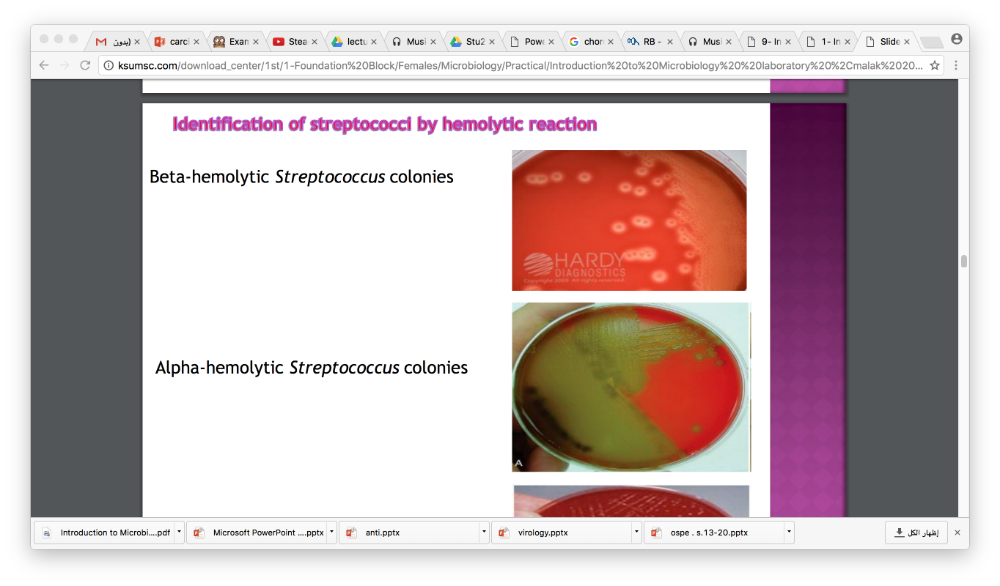 (بدون
carci
Exan
Stea
lectu
Musi
Stu2
Powe
chor
RB -
Musi
9- In
1- In
Slide
ksumsc.com/download_center/1st/1-Foundation%20Block/Females/Microbiology/Practical/Introduction%20to%20Microbiology%20%20laboratory%20%2Cmalak%2020...
Identification of streptococci by hemolytic reaction
Beta-hemolytic Streptococcus colonies
HARDY
DIAGNOSTICS
Copyright 2009 All rights reserved.
Alpha-hemolytic Streptococcus colonies
A
Introduction to Microbi....pdf
Microsoft PowerPoint ....pptx
anti.pptx
virology.pptx
ospe . s.13-20.pptx
إظهار الكل